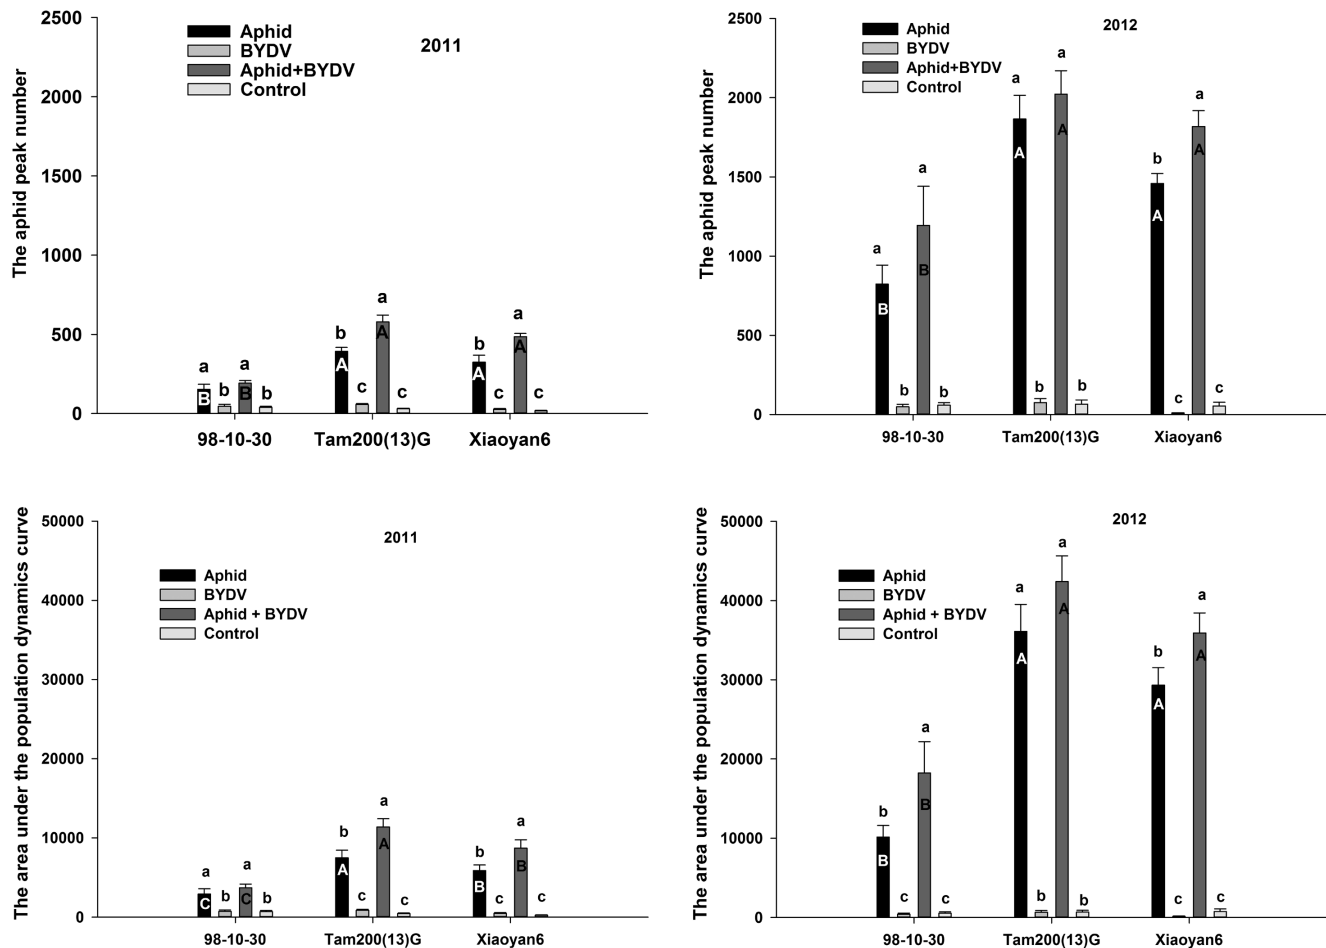 2500
2000
1500
1000
500
0
The aphid peak number
Aphid
BYDV
Aphid+BYDV
Control
2011
a
b
a
b
b
c
a
c
b
c
a
c
B
B
A
A
A
A
98-10-30
Tam200(13)G
Xiaoyan6
2500
2000
1500
1000
500
0
The aphid peak number
Aphid
BYDV
Aphid+BYDV
Control
2012
a
b
a
b
a
b
a
b
b
c
a
c
B
B
A
A
A
A
98-10-30
Tam200(13)G
Xiaoyan6
50000
40000
30000
20000
10000
0
The area under the population dynamics curve
2011
Aphid
BYDV
Aphid + BYDV
Control
a
b
a
b
b
c
a
c
b
c
a
c
C
C
A
A
B
B
98-10-30
Tam200(13)G
Xiaoyan6
50000
40000
30000
20000
10000
0
The area under the population dynamics curve
2012
Aphid
BYDV
Aphid + BYDV
Control
b
c
a
c
a
b
a
b
b
c
a
c
B
B
A
A
A
A
98-10-30
Tam200(13)G
Xiaoyan6